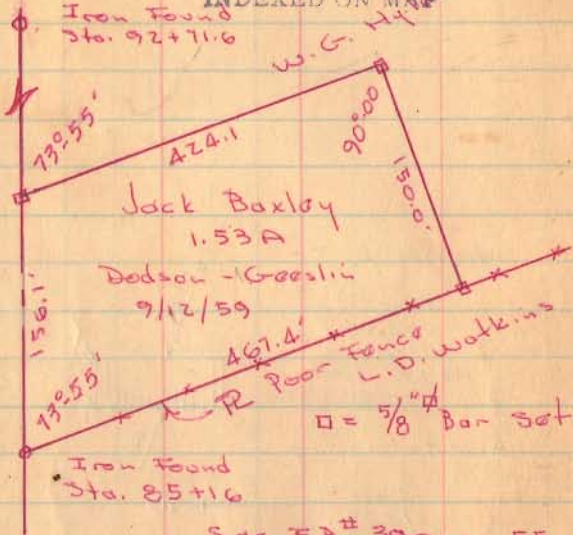 INDEXED ON MAP
Iron Found
Sta. 92+71.6
W. G. Hy
73°55'
424.1
90°00
150.0'
Jack Baxley
1.53 A
Dodson - Geeslin
9/12/59
156.1'
467.4'
73°55'
PL Poor Fence
L.D. Watkins
□ = 5/8"⌀ Bar Set
Iron Found
Sta. 85+16